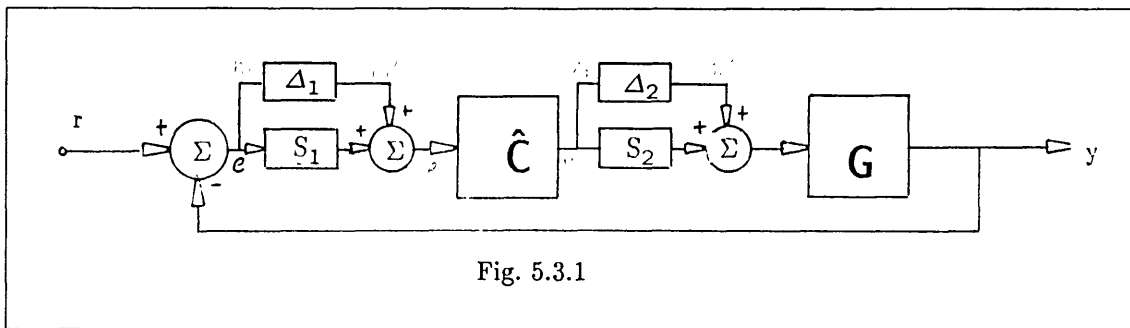 Δ₁ Δ₂
r + + + + +
Σ e S₁ Σ Ĉ S₂ Σ G
- y
Fig. 5.3.1